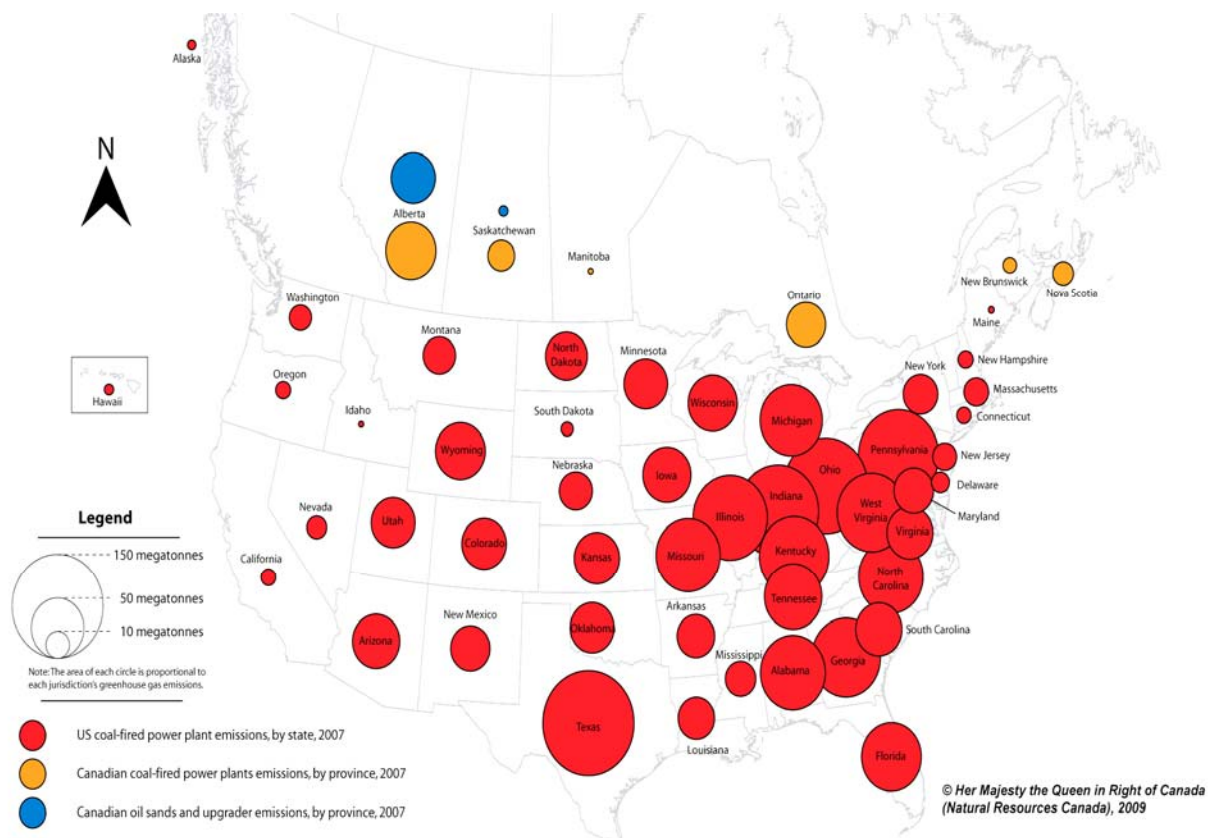 Alaska
N
Alberta
Saskatchewan
Manitoba
Ontario
New Brunswick
Nova Scotia
Maine
Washington
Montana
North
Dakota
Minnesota
New York
New Hampshire
Massachusetts
Connecticut
Hawaii
Oregon
Idaho
South Dakota
Wisconsin
Michigan
Wyoming
Nebraska
Iowa
Pennsylvania
New Jersey
Delaware
Maryland
Ohio
Indiana
Illinois
West
Virginia
Virginia
Legend
150 megatonnes
50 megatonnes
10 megatonnes
Note: The area of each circle is proportional to
each jurisdiction's greenhouse gas emissions.
Nevada
Utah
Colorado
Kansas
Missouri
Kentucky
California
North
Carolina
Tennessee
Arizona
New Mexico
Oklahoma
Arkansas
South Carolina
Mississippi
Alabama
Georgia
Texas
Louisiana
Florida
US coal-fired power plant emissions, by state, 2007
Canadian coal-fired power plants emissions, by province, 2007
Canadian oil sands and upgrader emissions, by province, 2007
© Her Majesty the Queen in Right of Canada
(Natural Resources Canada), 2009